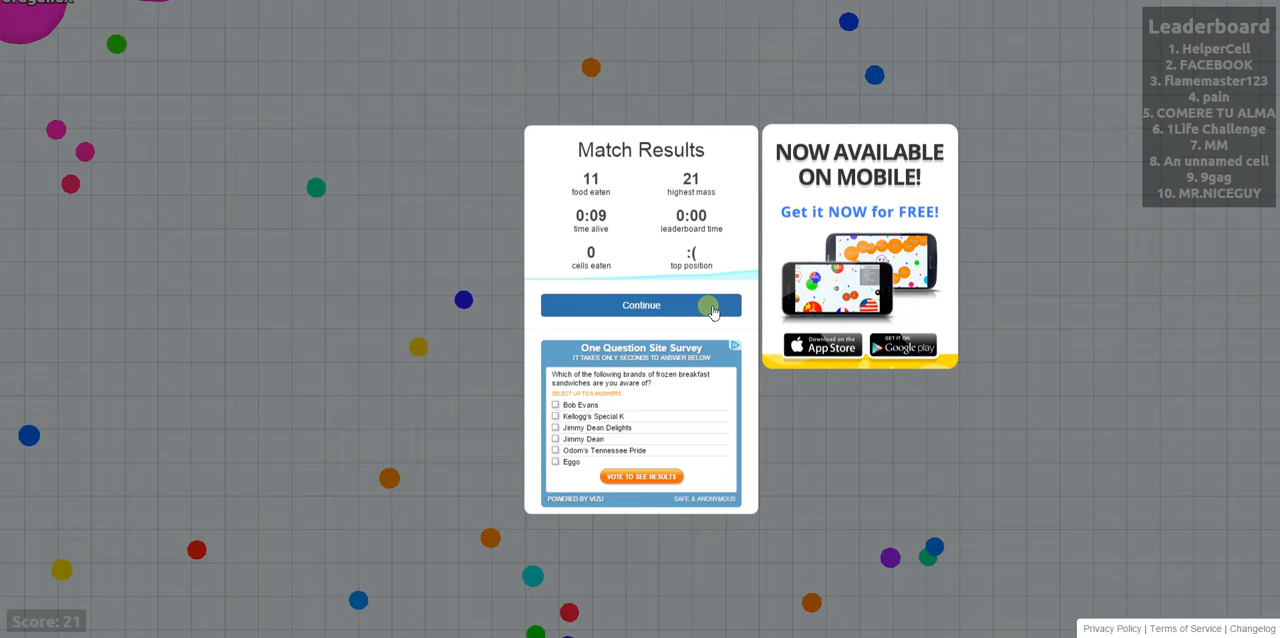 Leaderboard
1. HelperCell
2. FACEBOOK
3. flamemaster123
4. pain
5. COMERE TU ALMA
6. 1Life Challenge
7. MM
8. An unnamed cell
9. 9gag
10. MR.NICEGUY
Match Results
11
food eaten
21
highest mass
0:09
time alive
0:00
leaderboard time
0
cells eaten
:(
top position
Continue
One Question Site Survey
IT TAKES ONLY SECONDS TO ANSWER BELOW
Which of the following brands of frozen breakfast
sandwiches are you aware of?
SELECT UP TO 6 ANSWERS
Bob Evans
Kellogg's Special K
Jimmy Dean Delights
Jimmy Dean
Odom's Tennessee Pride
Eggo
VOTE TO SEE RESULTS
POWERED BY VIZU
SAFE & ANONYMOUS
NOW AVAILABLE
ON MOBILE!
Get it NOW for FREE!
Download on the
App Store
GET IT ON
Google play
Score: 21
Privacy Policy | Terms of Service | Changelog